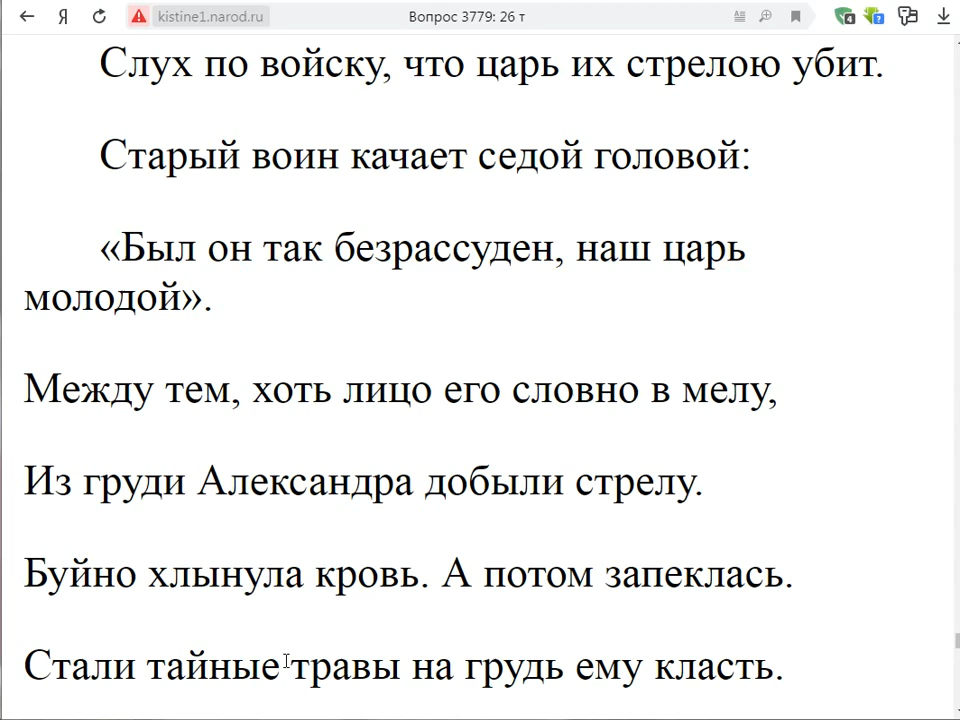 Я kistine1.narod.ru Вопрос 3779: 26 т
Слух по войску, что царь их стрелою убит.
Старый воин качает седой головой:
«Был он так безрассуден, наш царь
молодой».
Между тем, хоть лицо его словно в мелу,
Из груди Александра добыли стрелу.
Буйно хлынула кровь. А потом запеклась.
Стали тайные травы на грудь ему класть.